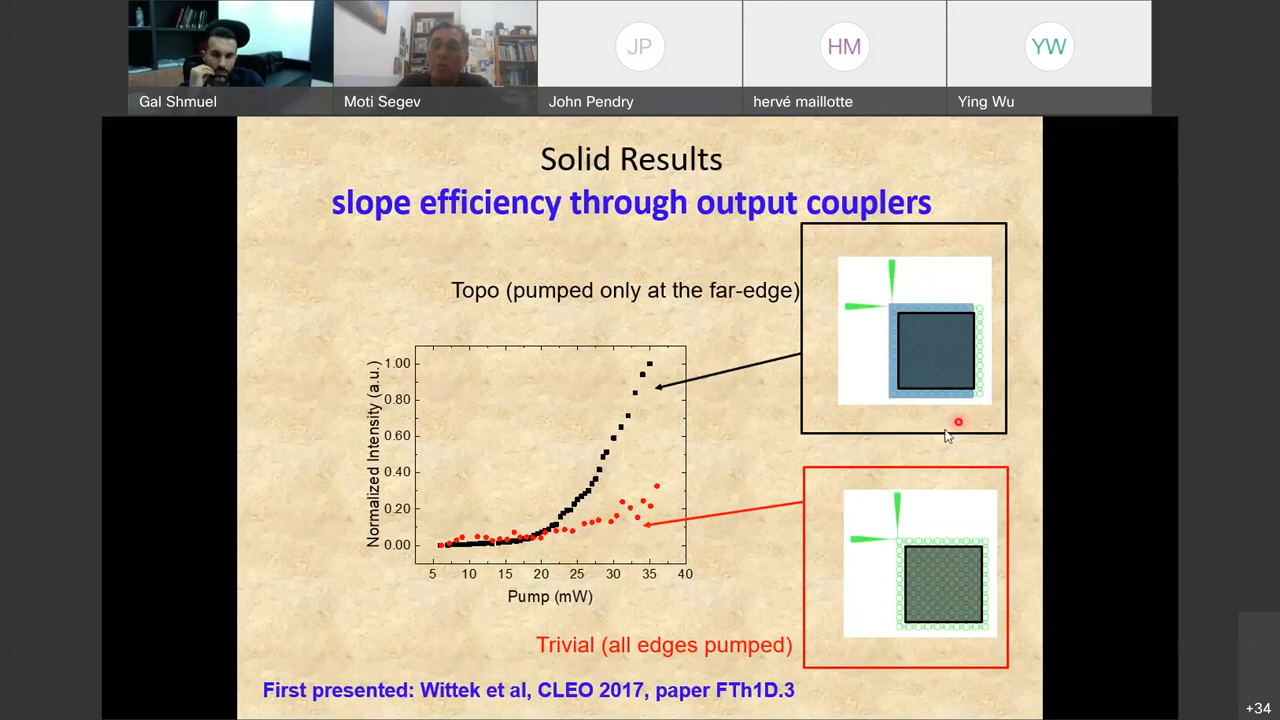 JP
HM
YW
Gal Shmuel
Moti Segev
John Pendry
hervé maillotte
Ying Wu
Solid Results
slope efficiency through output couplers
Topo (pumped only at the far-edge)
Normalized Intensity (a.u.)
1.00
0.80
0.60
0.40
0.20
0.00
5 10 15 20 25 30 35 40
Pump (mW)
Trivial (all edges pumped)
First presented: Wittek et al, CLEO 2017, paper FTh1D.3
+34